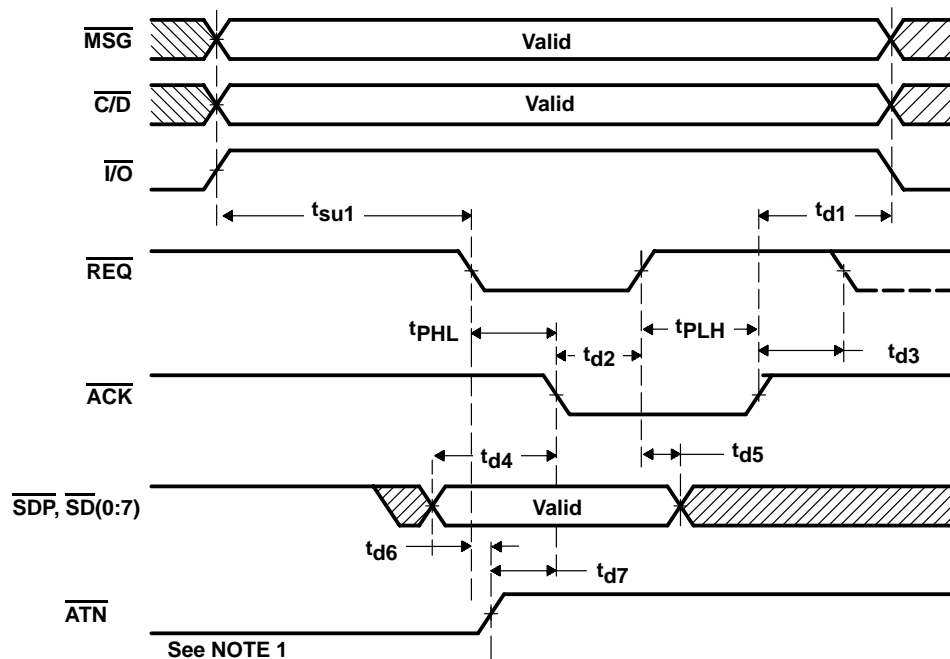 MSG
Valid
C/D
Valid
I/O
tsu1
td1
REQ
tPHL
tPLH
td2
td3
ACK
td4
td5
SDP, SD(0:7)
Valid
td6
td7
ATN
See NOTE 1